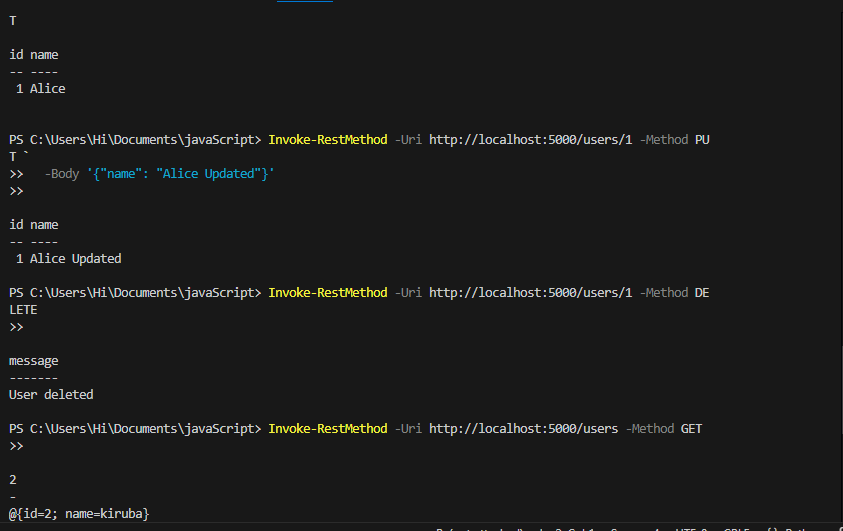 T
id name
-- ----
1 Alice
PS C:\Users\Hi\Documents\javaScript> Invoke-RestMethod -Uri http://localhost:5000/users/1 -Method PU
T `
>>   -Body '{"name": "Alice Updated"}'
>>
id name
-- ----
1 Alice Updated
PS C:\Users\Hi\Documents\javaScript> Invoke-RestMethod -Uri http://localhost:5000/users/1 -Method DE
LETE
>>
message
-------
User deleted
PS C:\Users\Hi\Documents\javaScript> Invoke-RestMethod -Uri http://localhost:5000/users -Method GET
>>
2
-
@{id=2; name=kiruba}